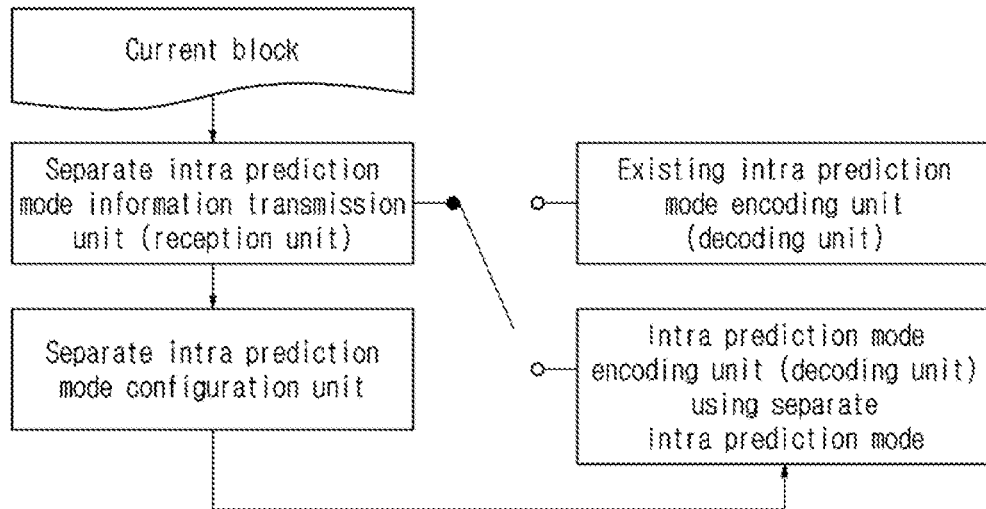 Current block
Separate intra prediction
mode information transmission
unit (reception unit)
Existing intra prediction
mode encoding unit
(decoding unit)
Separate intra prediction
mode configuration unit
Intra prediction mode
encoding unit (decoding unit)
using separate
intra prediction mode